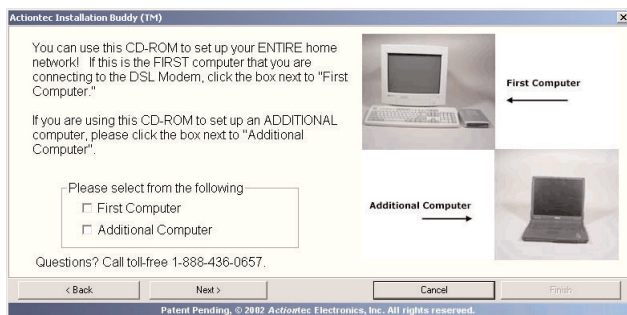 Actiontec Installation Buddy (TM)
You can use this CD-ROM to set up your ENTIRE home
network! If this is the FIRST computer that you are
connecting to the DSL Modem, click the box next to "First
Computer."
If you are using this CD-ROM to set up an ADDITIONAL
computer, please click the box next to "Additional
Computer".
Please select from the following
First Computer
Additional Computer
Questions? Call toll-free 1-888-436-0657.
First Computer
Additional Computer
< Back
Next >
Cancel
Finish
Patent Pending, © 2002 Actiontec Electronics, Inc. All rights reserved.